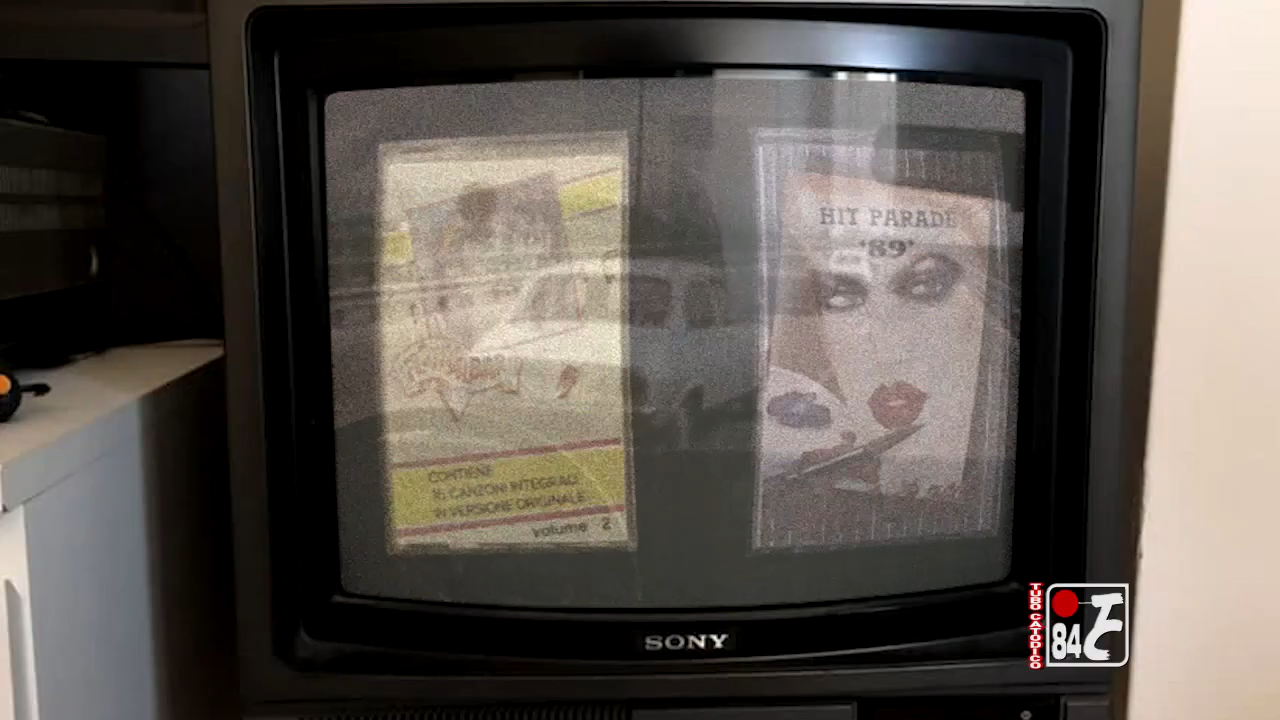 HIT PARADE
'89'
CONTIENE
16 CANZONI INTEGRALI
IN VERSIONE ORIGINALE
volume 2
SONY
TUBO CATODICO
84